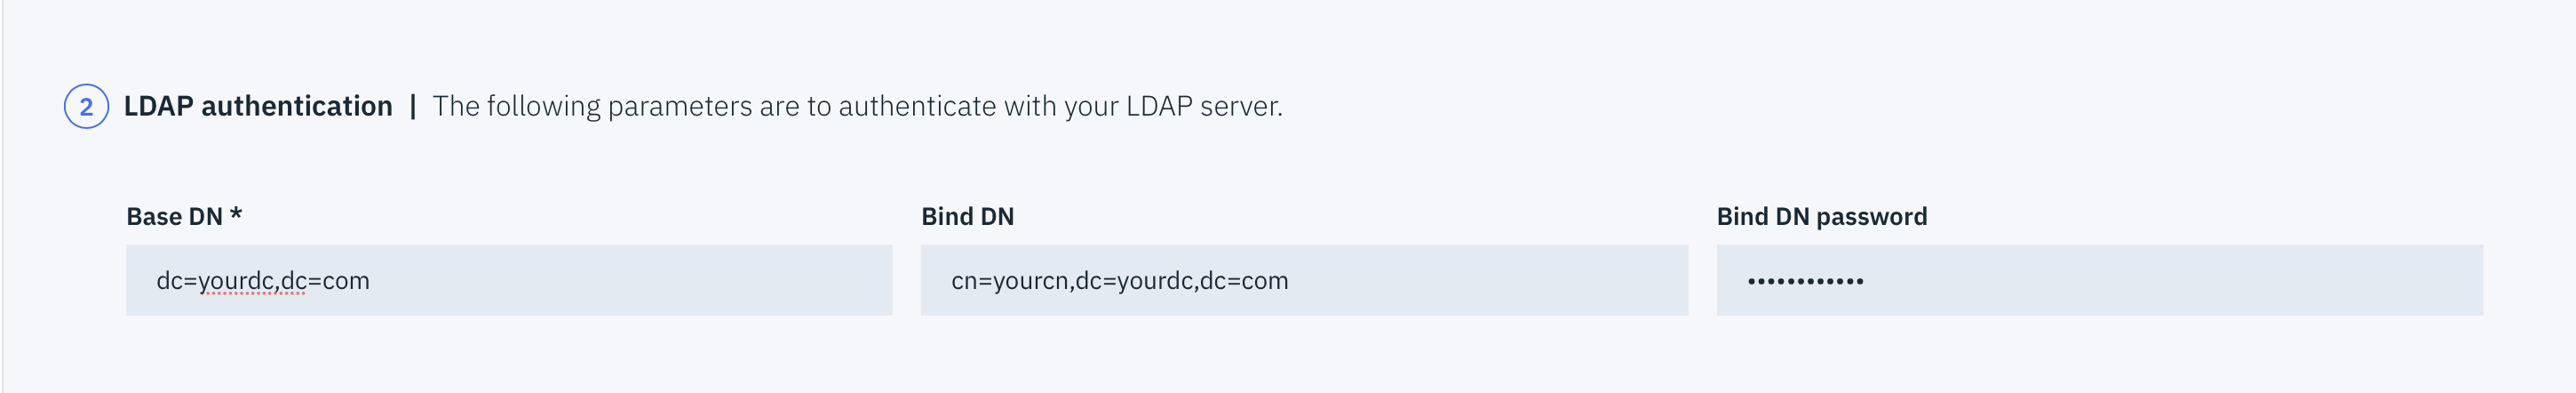 2 LDAP authentication | The following parameters are to authenticate with your LDAP server.
Base DN * Bind DN Bind DN password
dc=yourdc,dc=com cn=yourcn,dc=yourdc,dc=com ••••••••••••